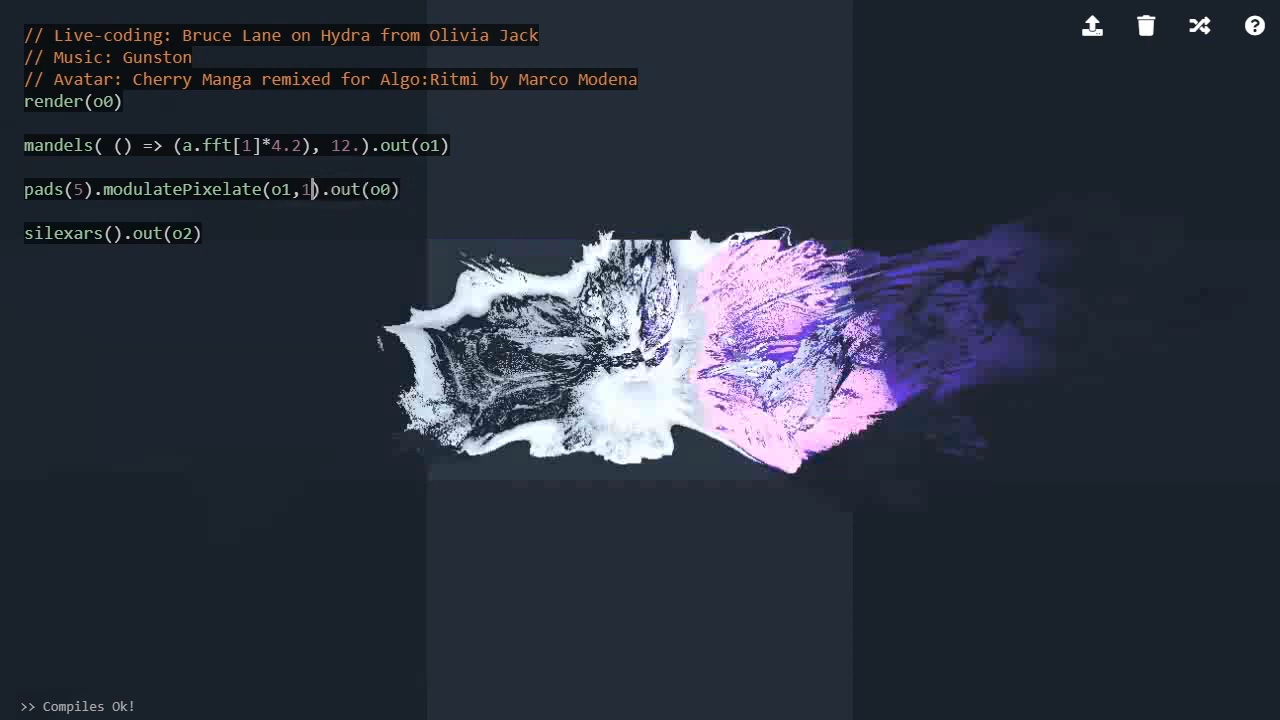 // Live-coding: Bruce Lane on Hydra from Olivia Jack
// Music: Gunston
// Avatar: Cherry Manga remixed for Algo:Ritmi by Marco Modena
render(o0)
mandels( () => (a.fft[1]*4.2), 12.).out(o1)
pads(5).modulatePixelate(o1,1).out(o0)
silexars().out(o2)
>> Compiles Ok!